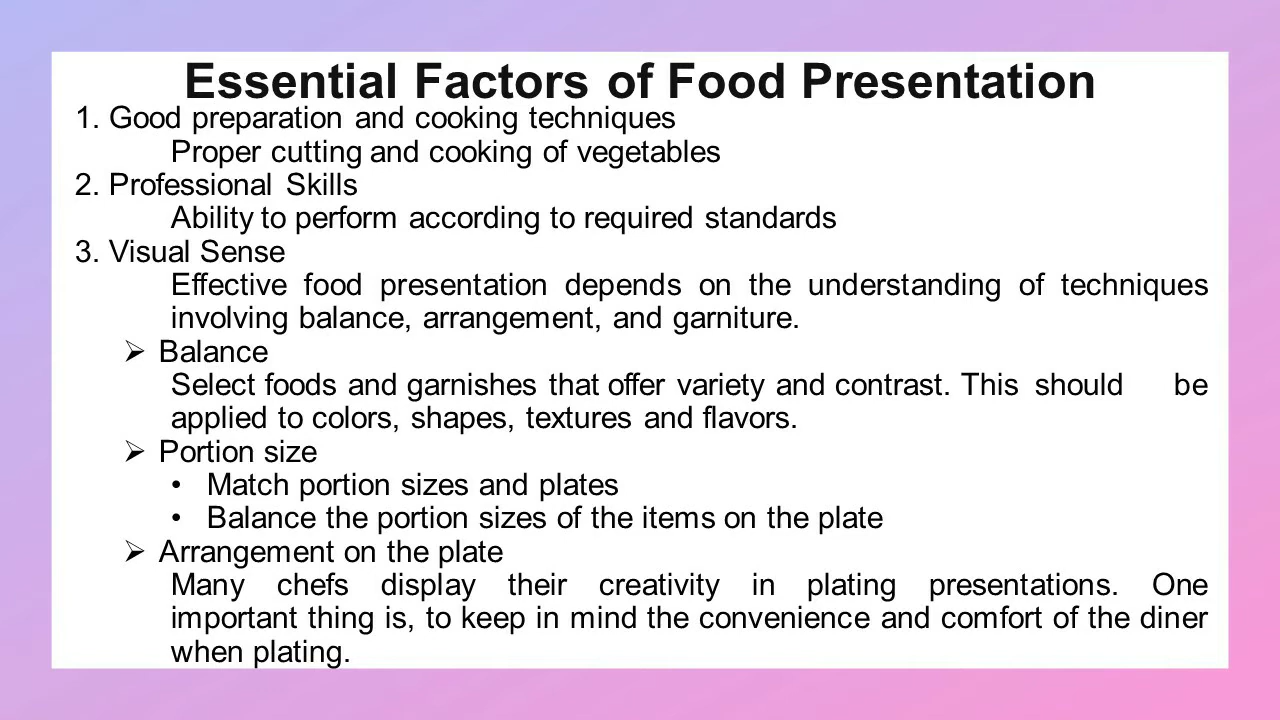 Essential Factors of Food Presentation
1. Good preparation and cooking techniques
Proper cutting and cooking of vegetables
2. Professional Skills
Ability to perform according to required standards
3. Visual Sense
Effective food presentation depends on the understanding of techniques
involving balance, arrangement, and garniture.
➢ Balance
Select foods and garnishes that offer variety and contrast. This should be
applied to colors, shapes, textures and flavors.
➢ Portion size
• Match portion sizes and plates
• Balance the portion sizes of the items on the plate
➢ Arrangement on the plate
Many chefs display their creativity in plating presentations. One
important thing is, to keep in mind the convenience and comfort of the diner
when plating.